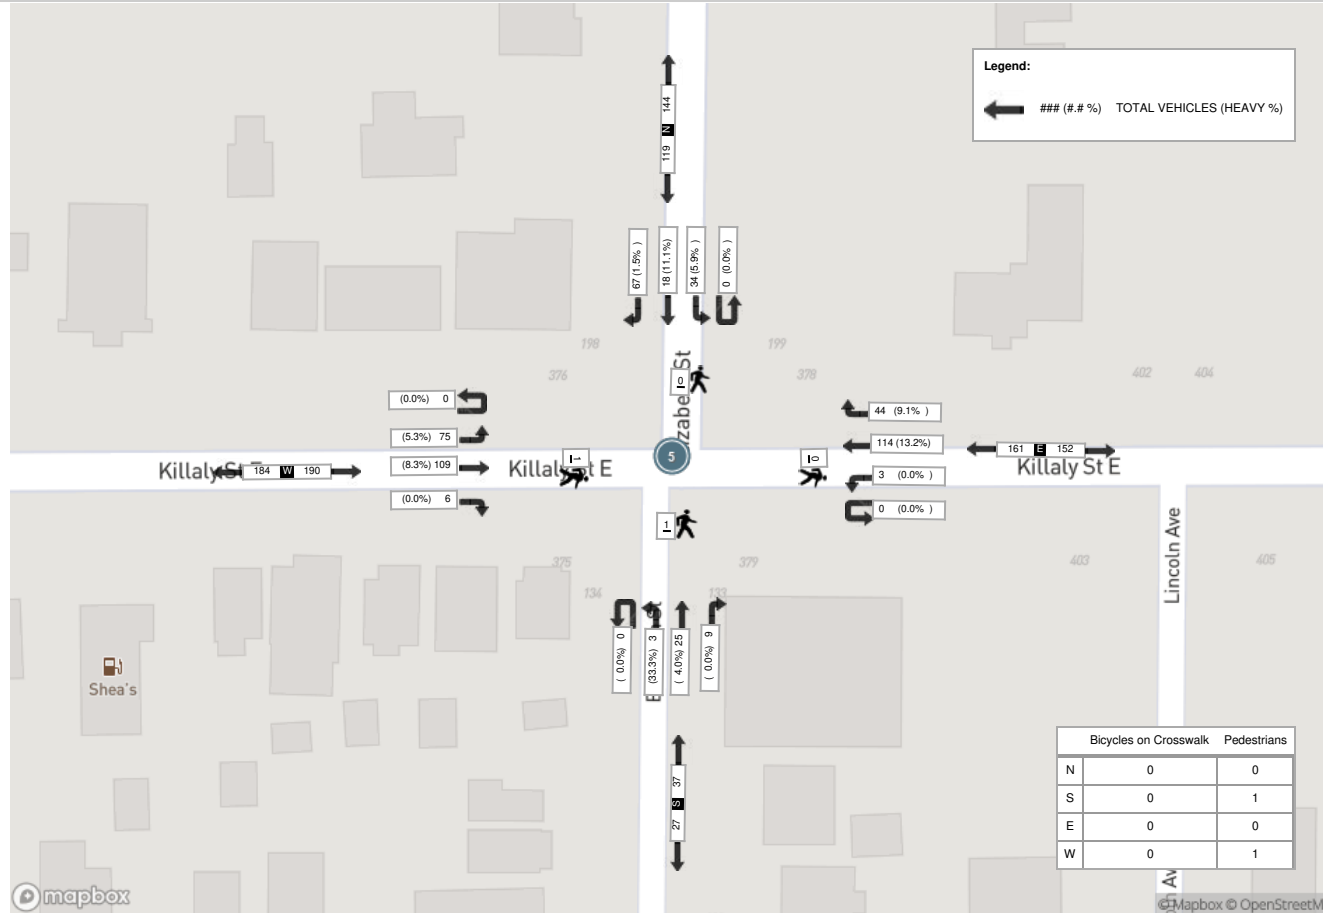 Legend:
### (#.# %) TOTAL VEHICLES (HEAVY %)
144
N
119
67 (1.5% )
18 (11.1%)
34 (5.9% )
0 (0.0% )
198
199
376
378
402
404
0
(0.0%) 0
(5.3%) 75
(8.3%) 109
(0.0%) 6
44 (9.1% )
114 (13.2%)
3 (0.0% )
0 (0.0% )
184 W 190
Killaly St E
1
5
0
161 E 152
Killaly St E
1
375
379
403
405
134
133
Lincoln Ave
( 0.0%) 0
(33.3%) 3
( 4.0%) 25
( 0.0%) 9
Shea's
37
S
27
Bicycles on Crosswalk Pedestrians
N 0 0
S 0 1
E 0 0
W 0 1
mapbox
© Mapbox © OpenStreetM